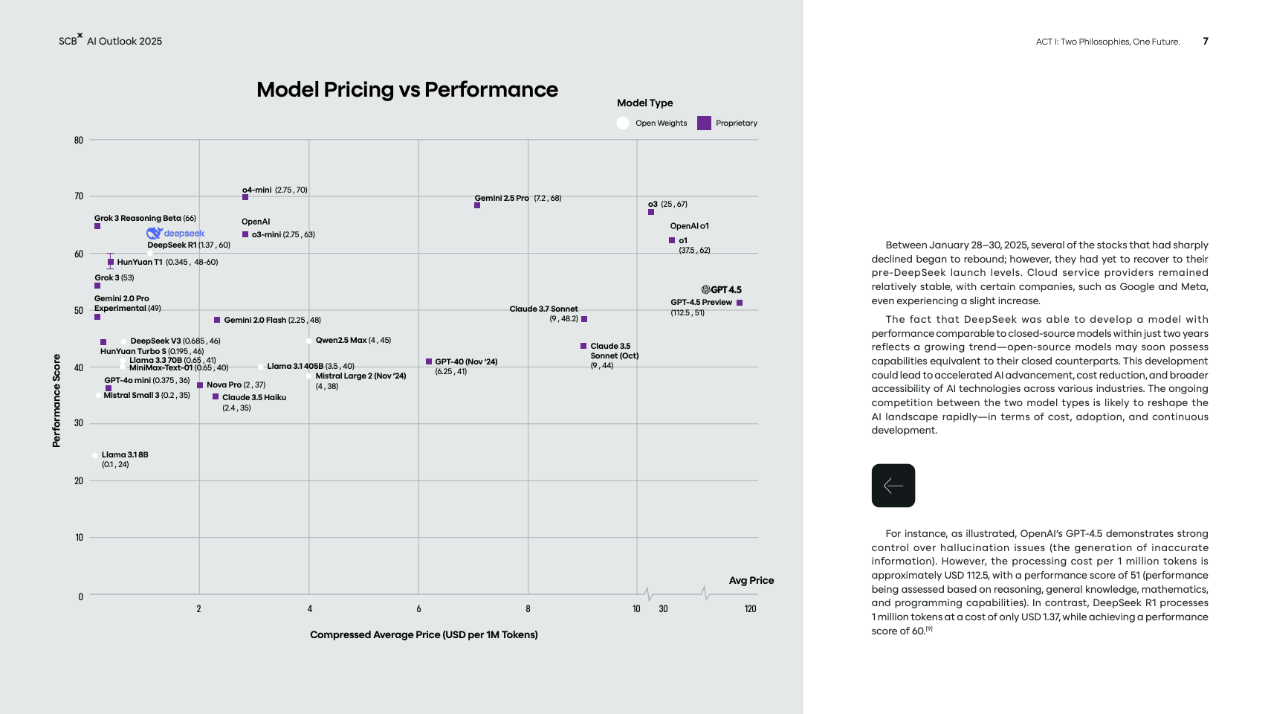 SCBx AI Outlook 2025
ACT I: Two Philosophies, One Future. 7
Model Pricing vs Performance
Model Type
Open Weights
Proprietary
80
70
60
50
40
30
20
10
0
Performance Score
o4-mini (2.75 , 70)
Gemini 2.5 Pro (7.2 , 68)
o3 (25 , 67)
Grok 3 Reasoning Beta (66)
OpenAI
o3-mini (2.75 , 63)
OpenAI o1
o1
(37.5 , 62)
deepseek
DeepSeek R1 (1.37 , 60)
HunYuan T1 (0.345 , 48-60)
Grok 3 (53)
GPT 4.5
GPT-4.5 Preview
(112.5 , 51)
Gemini 2.0 Pro
Experimental (49)
Gemini 2.0 Flash (2.25 , 48)
Claude 3.7 Sonnet
(9 , 48.2)
DeepSeek V3 (0.685 , 46)
HunYuan Turbo S (0.195 , 46)
Qwen2.5 Max (4 , 45)
Claude 3.5
Sonnet (Oct)
(9 , 44)
Llama 3.3 70B (0.65 , 41)
MiniMax-Text-01 (0.65 , 40)
Llama 3.1 405B (3.5 , 40)
GPT-40 (Nov '24)
(6.25 , 41)
Mistral Large 2 (Nov '24)
(4 , 38)
GPT-4o mini (0.375 , 36)
Nova Pro (2 , 37)
Mistral Small 3 (0.2 , 35)
Claude 3.5 Haiku
(2.4 , 35)
Llama 3.1 8B
(0.1 , 24)
Avg Price
2 4 6 8 10 30 120
Compressed Average Price (USD per 1M Tokens)
Between January 28–30, 2025, several of the stocks that had sharply
declined began to rebound; however, they had yet to recover to their
pre-DeepSeek launch levels. Cloud service providers remained
relatively stable, with certain companies, such as Google and Meta,
even experiencing a slight increase.
The fact that DeepSeek was able to develop a model with
performance comparable to closed-source models within just two years
reflects a growing trend—open-source models may soon possess
capabilities equivalent to their closed counterparts. This development
could lead to accelerated AI advancement, cost reduction, and broader
accessibility of AI technologies across various industries. The ongoing
competition between the two model types is likely to reshape the
AI landscape rapidly—in terms of cost, adoption, and continuous
development.
For instance, as illustrated, OpenAI's GPT-4.5 demonstrates strong
control over hallucination issues (the generation of inaccurate
information). However, the processing cost per 1 million tokens is
approximately USD 112.5, with a performance score of 51 (performance
being assessed based on reasoning, general knowledge, mathematics,
and programming capabilities). In contrast, DeepSeek R1 processes
1 million tokens at a cost of only USD 1.37, while achieving a performance
score of 60.[9]